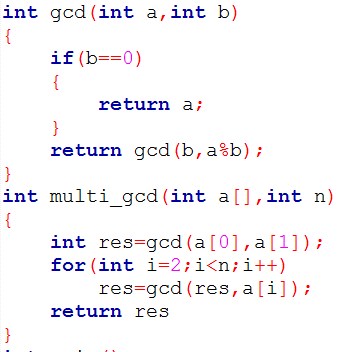 int gcd(int a,int b)
{
    if(b==0)
    {
        return a;
    }
    return gcd(b,a%b);
}
int multi_gcd(int a[],int n)
{
    int res=gcd(a[0],a[1]);
    for(int i=2;i<n;i++)
        res=gcd(res,a[i]);
    return res
}